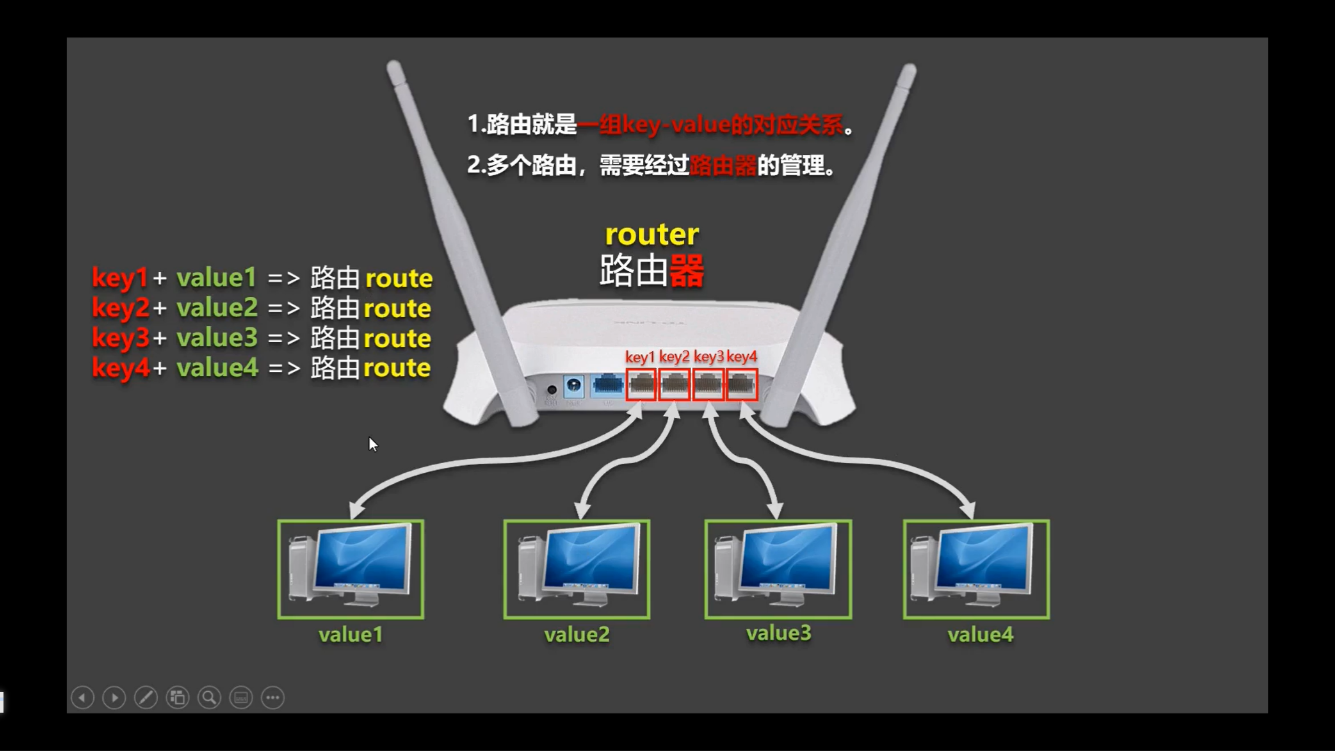 1.路由就是一组key-value的对应关系。
2.多个路由，需要经过路由器的管理。
router
路由器
key1+ value1 => 路由 route
key2+ value2 => 路由 route
key3+ value3 => 路由 route
key4+ value4 => 路由 route
key1 key2 key3 key4
value1 value2 value3 value4